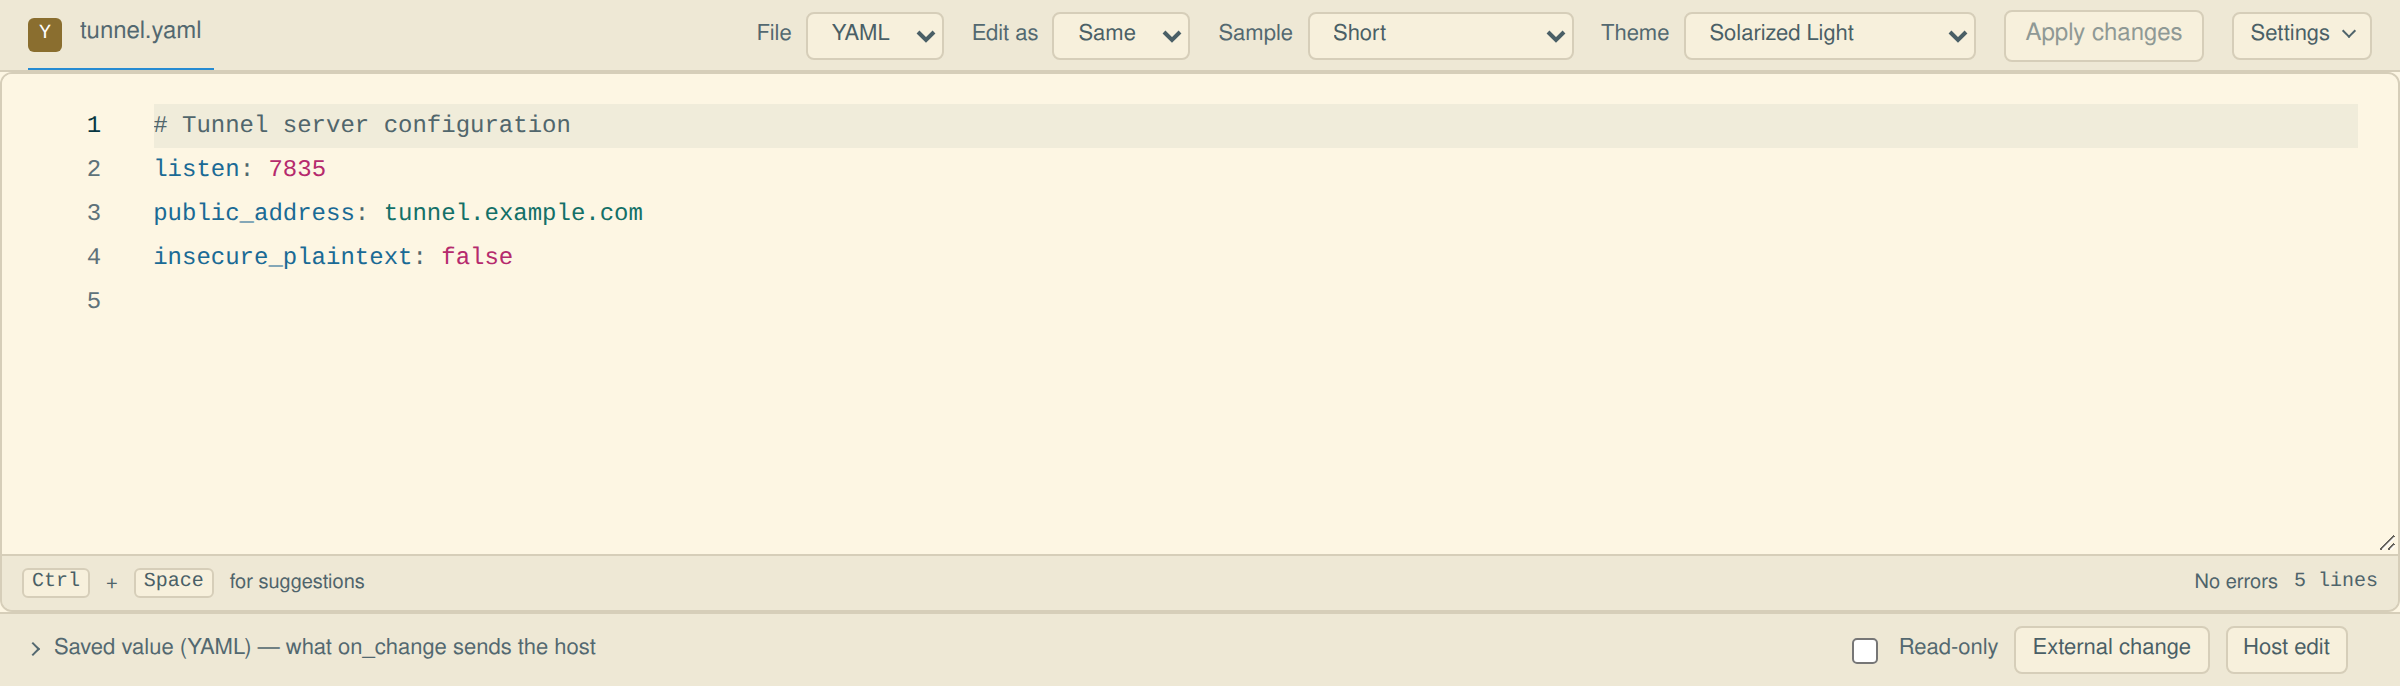 Y tunnel.yaml File YAML Edit as Same Sample Short Theme Solarized Light Apply changes Settings
1 # Tunnel server configuration
2 listen: 7835
3 public_address: tunnel.example.com
4 insecure_plaintext: false
5
Ctrl + Space for suggestions No errors 5 lines
Saved value (YAML) — what on_change sends the host Read-only External change Host edit